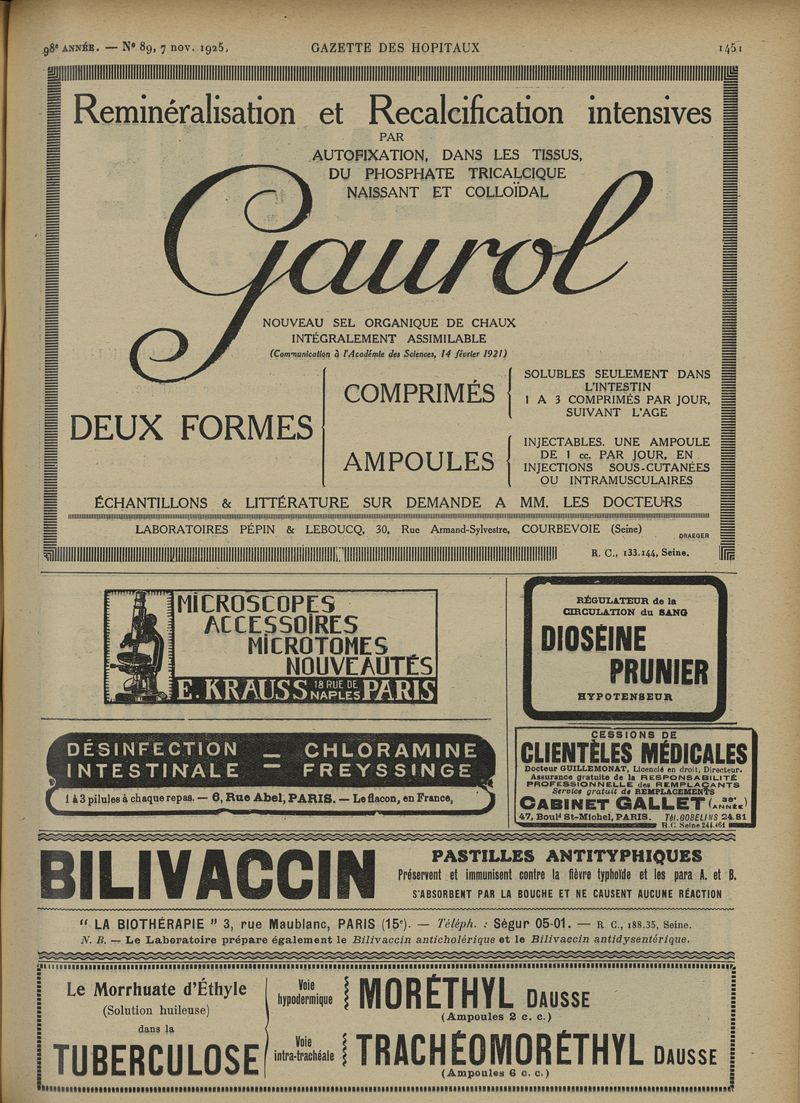 98e ANNÉE. — No 89, 7 nov. 1925,
GAZETTE DES HOPITAUX
1451
Reminéralisation et Recalcification intensives
PAR
AUTOFIXATION, DANS LES TISSUS,
DU PHOSPHATE TRICALCIQUE
NAISSANT ET COLLOÏDAL
Gaurol
NOUVEAU SEL ORGANIQUE DE CHAUX
INTÉGRALEMENT ASSIMILABLE
(Communication à l'Académie des Sciences, 14 février 1921)
DEUX FORMES
COMPRIMÉS
SOLUBLES SEULEMENT DANS
L'INTESTIN
1 A 3 COMPRIMÉS PAR JOUR,
SUIVANT L'AGE
AMPOULES
INJECTABLES. UNE AMPOULE
DE 1 cc. PAR JOUR, EN
INJECTIONS SOUS-CUTANÉES
OU INTRAMUSCULAIRES
ÉCHANTILLONS & LITTÉRATURE SUR DEMANDE A MM. LES DOCTEURS
LABORATOIRES PÉPIN & LEBOUCQ, 30, Rue Armand-Sylvestre, COURBEVOIE (Seine)
DRAEGER
R. C., 133.144, Seine.
MICROSCOPES
ACCESSOIRES
MICROTOMES
NOUVEAUTÉS
E. KRAUSS 18 RUE DE NAPLES PARIS
RÉGULATEUR de la
CIRCULATION du SANG
DIOSÉINE
PRUNIER
HYPOTENSEUR
DÉSINFECTION = CHLORAMINE
INTESTINALE = FREYSSINGE
1 à 3 pilules à chaque repas. — 6, Rue Abel, PARIS. — Le flacon, en France,
CESSIONS DE
CLIENTÈLES MÉDICALES
Docteur GUILLEMONAT, Licencié en droit, Directeur.
Assurance gratuite de la RESPONSABILITÉ
PROFESSIONNELLE des REMPLAÇANTS
Service gratuit de REMPLACEMENTS
CABINET GALLET (38e ANNÉE)
47, Bould St-Michel, PARIS. Tél. GOBELINS 24.81
R.C. Seine 244.461
BILIVACCIN
PASTILLES ANTITYPHIQUES
Préservent et immunisent contre la fièvre typhoïde et les para A. et B.
S'ABSORBENT PAR LA BOUCHE ET NE CAUSENT AUCUNE RÉACTION
" LA BIOTHÉRAPIE " 3, rue Maublanc, PARIS (15e). — Téléph. : Ségur 05-01. — R. C., 188.35, Seine.
N. B. — Le Laboratoire prépare également le Bilivaccin anticholérique et le Bilivaccin antidysentérique.
Le Morrhuate d'Éthyle
(Solution huileuse)
dans la
TUBERCULOSE
Voie
hypodermique
MORÉTHYL DAUSSE
(Ampoules 2 c. c.)
Voie
intra-trachéale
TRACHÉOMORÉTHYL DAUSSE
(Ampoules 6 c. c.)